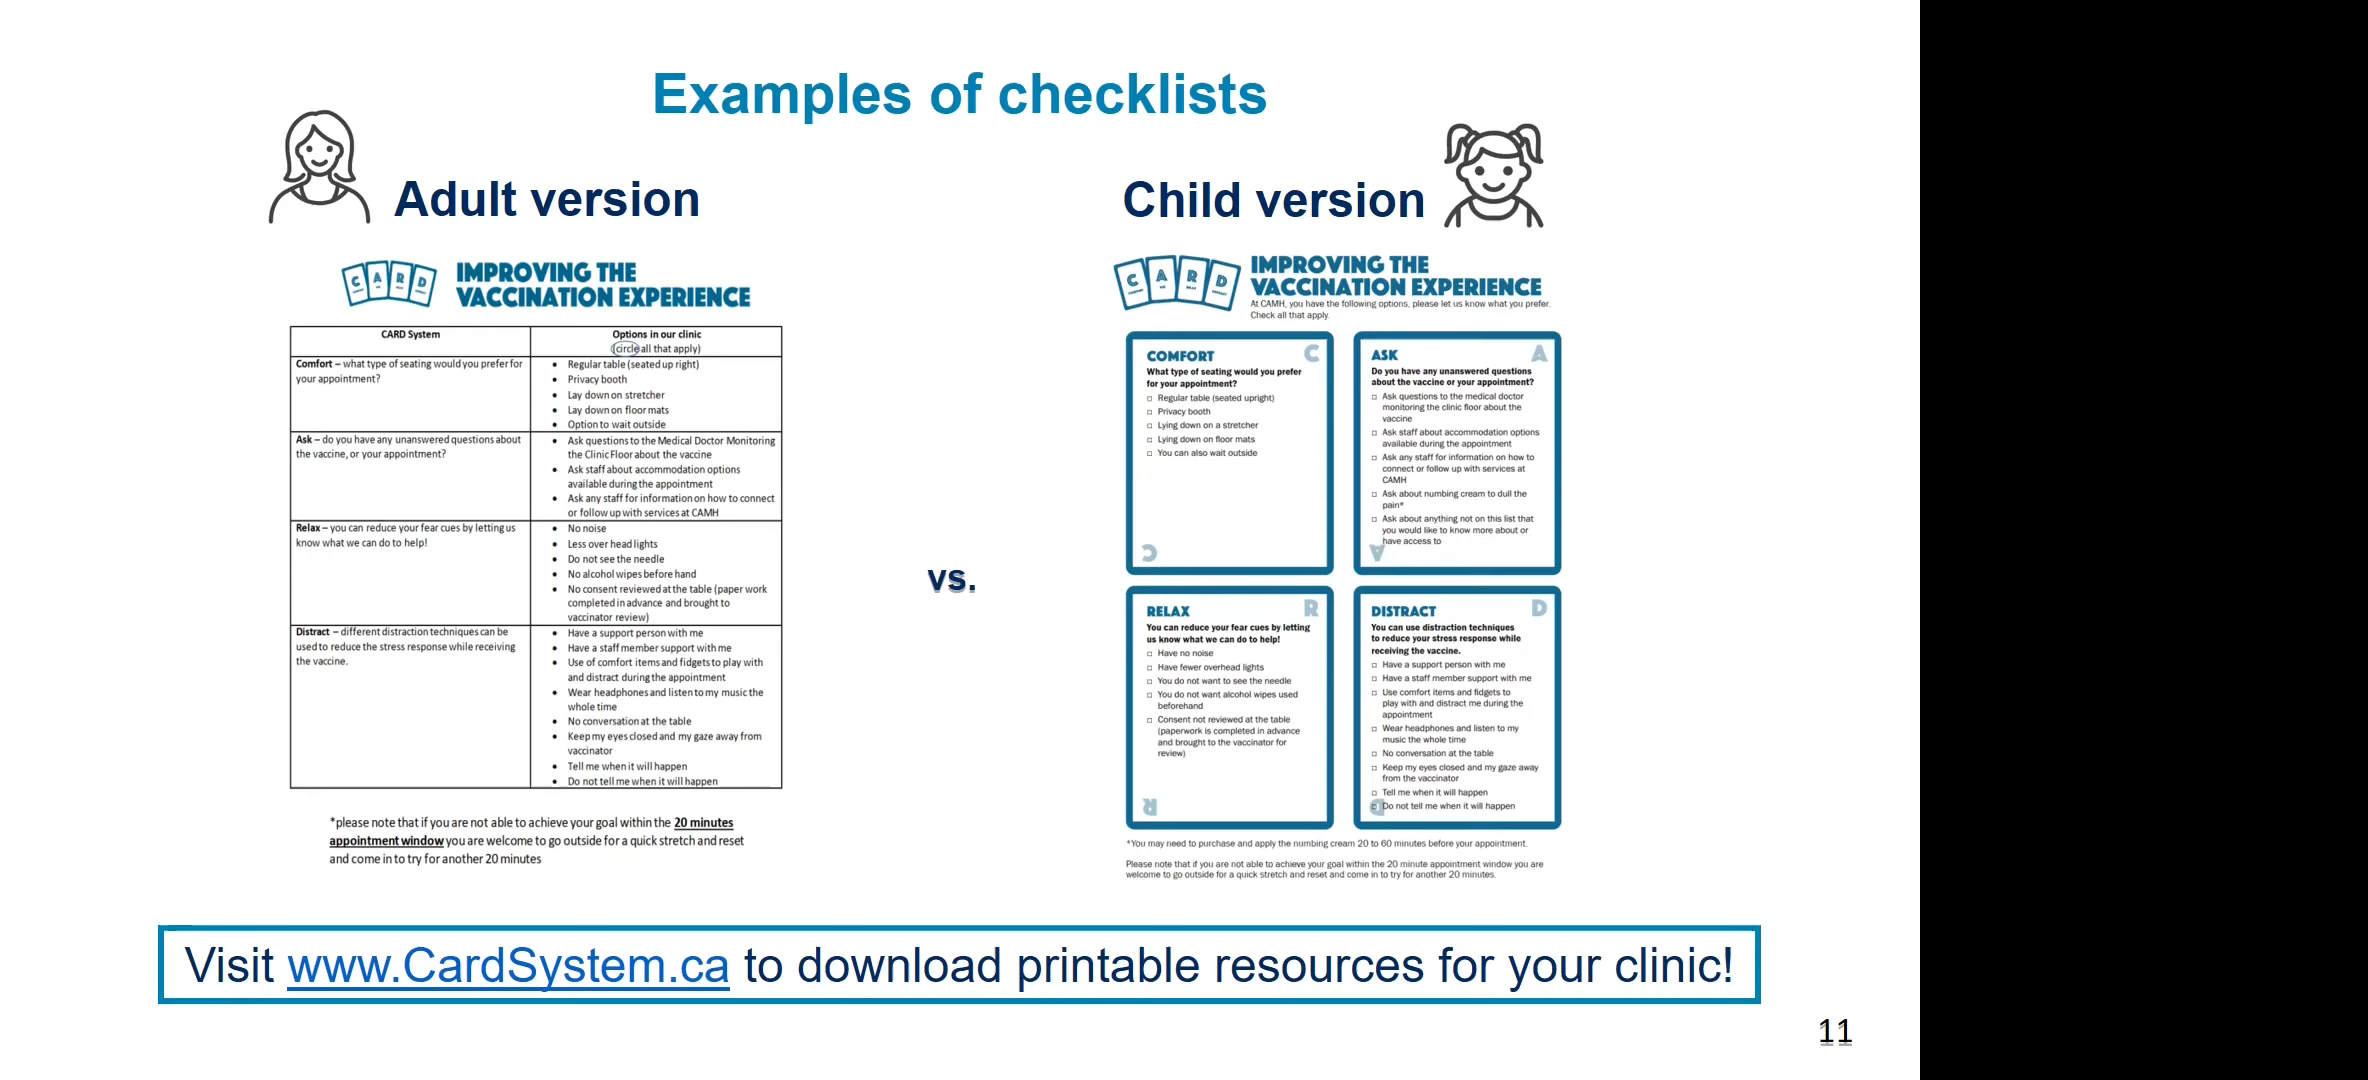 Examples of checklists
Adult version
C A R D
IMPROVING THE
VACCINATION EXPERIENCE
CARD System
Options in our clinic
(circle all that apply)
Comfort – what type of seating would you prefer for
your appointment?
• Regular table (seated up right)
• Privacy booth
• Lay down on stretcher
• Lay down on floor mats
• Option to wait outside
Ask – do you have any unanswered questions about
the vaccine, or your appointment?
• Ask questions to the Medical Doctor Monitoring
the Clinic Floor about the vaccine
• Ask staff about accommodation options
available during the appointment
• Ask any staff for information on how to connect
or follow up with services at CAMH
Relax – you can reduce your fear cues by letting us
know what we can do to help!
• No noise
• Less over head lights
• Do not see the needle
• No alcohol wipes before hand
• No consent reviewed at the table (paper work
completed in advance and brought to
vaccinator review)
Distract – different distraction techniques can be
used to reduce the stress response while receiving
the vaccine.
• Have a support person with me
• Have a staff member support with me
• Use of comfort items and fidgets to play with
and distract during the appointment
• Wear headphones and listen to my music the
whole time
• No conversation at the table
• Keep my eyes closed and my gaze away from
vaccinator
• Tell me when it will happen
• Do not tell me when it will happen
*please note that if you are not able to achieve your goal within the 20 minutes
appointment window you are welcome to go outside for a quick stretch and reset
and come in to try for another 20 minutes
vs.
Child version
C A R D
IMPROVING THE
VACCINATION EXPERIENCE
At CAMH, you have the following options, please let us know what you prefer.
Check all that apply.
COMFORT C
What type of seating would you prefer
for your appointment?
□ Regular table (seated upright)
□ Privacy booth
□ Lying down on a stretcher
□ Lying down on floor mats
□ You can also wait outside
C
ASK A
Do you have any unanswered questions
about the vaccine or your appointment?
□ Ask questions to the medical doctor
monitoring the clinic floor about the
vaccine
□ Ask staff about accommodation options
available during the appointment
□ Ask any staff for information on how to
connect or follow up with services at
CAMH
□ Ask about numbing cream to dull the
pain*
□ Ask about anything not on this list that
you would like to know more about or
have access to
A
RELAX R
You can reduce your fear cues by letting
us know what we can do to help!
□ Have no noise
□ Have fewer overhead lights
□ You do not want to see the needle
□ You do not want alcohol wipes used
beforehand
□ Consent not reviewed at the table
(paperwork is completed in advance
and brought to the vaccinator for
review)
R
DISTRACT D
You can use distraction techniques
to reduce your stress response while
receiving the vaccine.
□ Have a support person with me
□ Have a staff member support with me
□ Use comfort items and fidgets to
play with and distract me during the
appointment
□ Wear headphones and listen to my
music the whole time
□ No conversation at the table
□ Keep my eyes closed and my gaze away
from the vaccinator
□ Tell me when it will happen
□ Do not tell me when it will happen
D
*You may need to purchase and apply the numbing cream 20 to 60 minutes before your appointment.
Please note that if you are not able to achieve your goal within the 20 minute appointment window you are
welcome to go outside for a quick stretch and reset and come in to try for another 20 minutes.
Visit www.CardSystem.ca to download printable resources for your clinic!
11